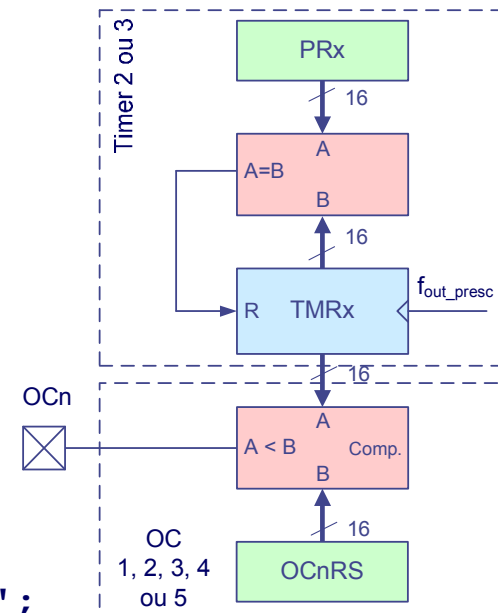 Timer 2 ou 3
PRx
16
A
A=B
B
16
R
TMRx
fout_presc
16
OCn
A
A < B
Comp.
B
16
OC
1, 2, 3, 4
ou 5
OCnRS
';